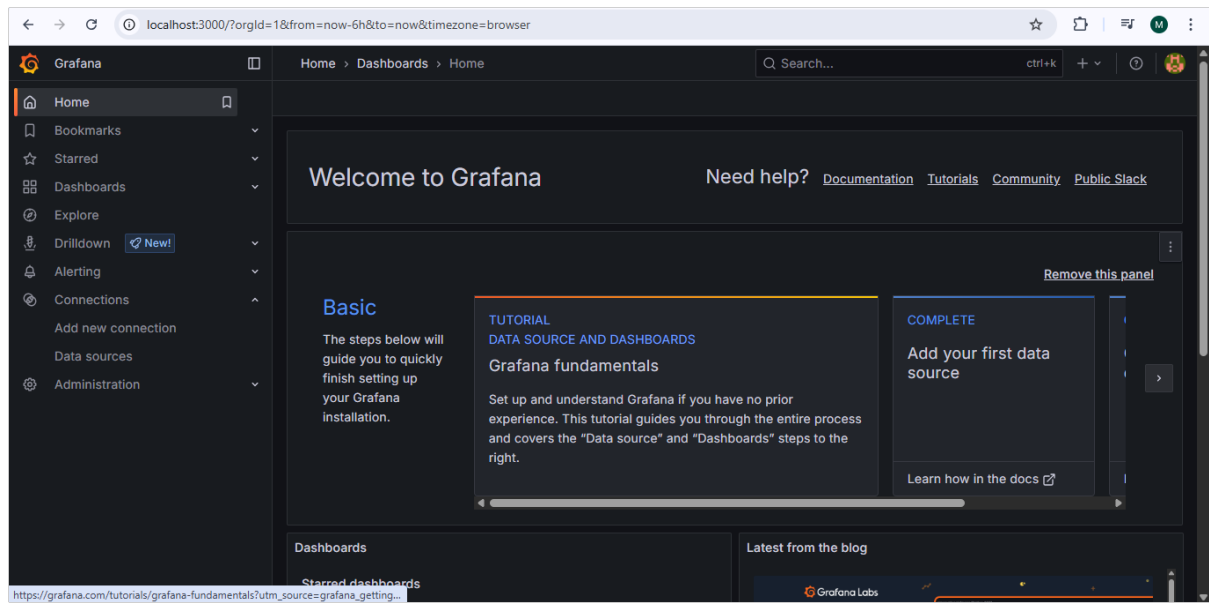 localhost:3000/?orgId=1&from=now-6h&to=now&timezone=browser
M
Grafana
Home › Dashboards › Home
Search...
ctrl+k
Home
Bookmarks
Starred
Dashboards
Explore
Drilldown New!
Alerting
Connections
Add new connection
Data sources
Administration
Welcome to Grafana
Need help? Documentation Tutorials Community Public Slack
Remove this panel
Basic
The steps below will
guide you to quickly
finish setting up
your Grafana
installation.
TUTORIAL
DATA SOURCE AND DASHBOARDS
Grafana fundamentals
Set up and understand Grafana if you have no prior
experience. This tutorial guides you through the entire process
and covers the “Data source” and “Dashboards” steps to the
right.
COMPLETE
Add your first data
source
Learn how in the docs
Dashboards
Starred dashboards
Latest from the blog
Grafana Labs
https://grafana.com/tutorials/grafana-fundamentals?utm_source=grafana_getting...